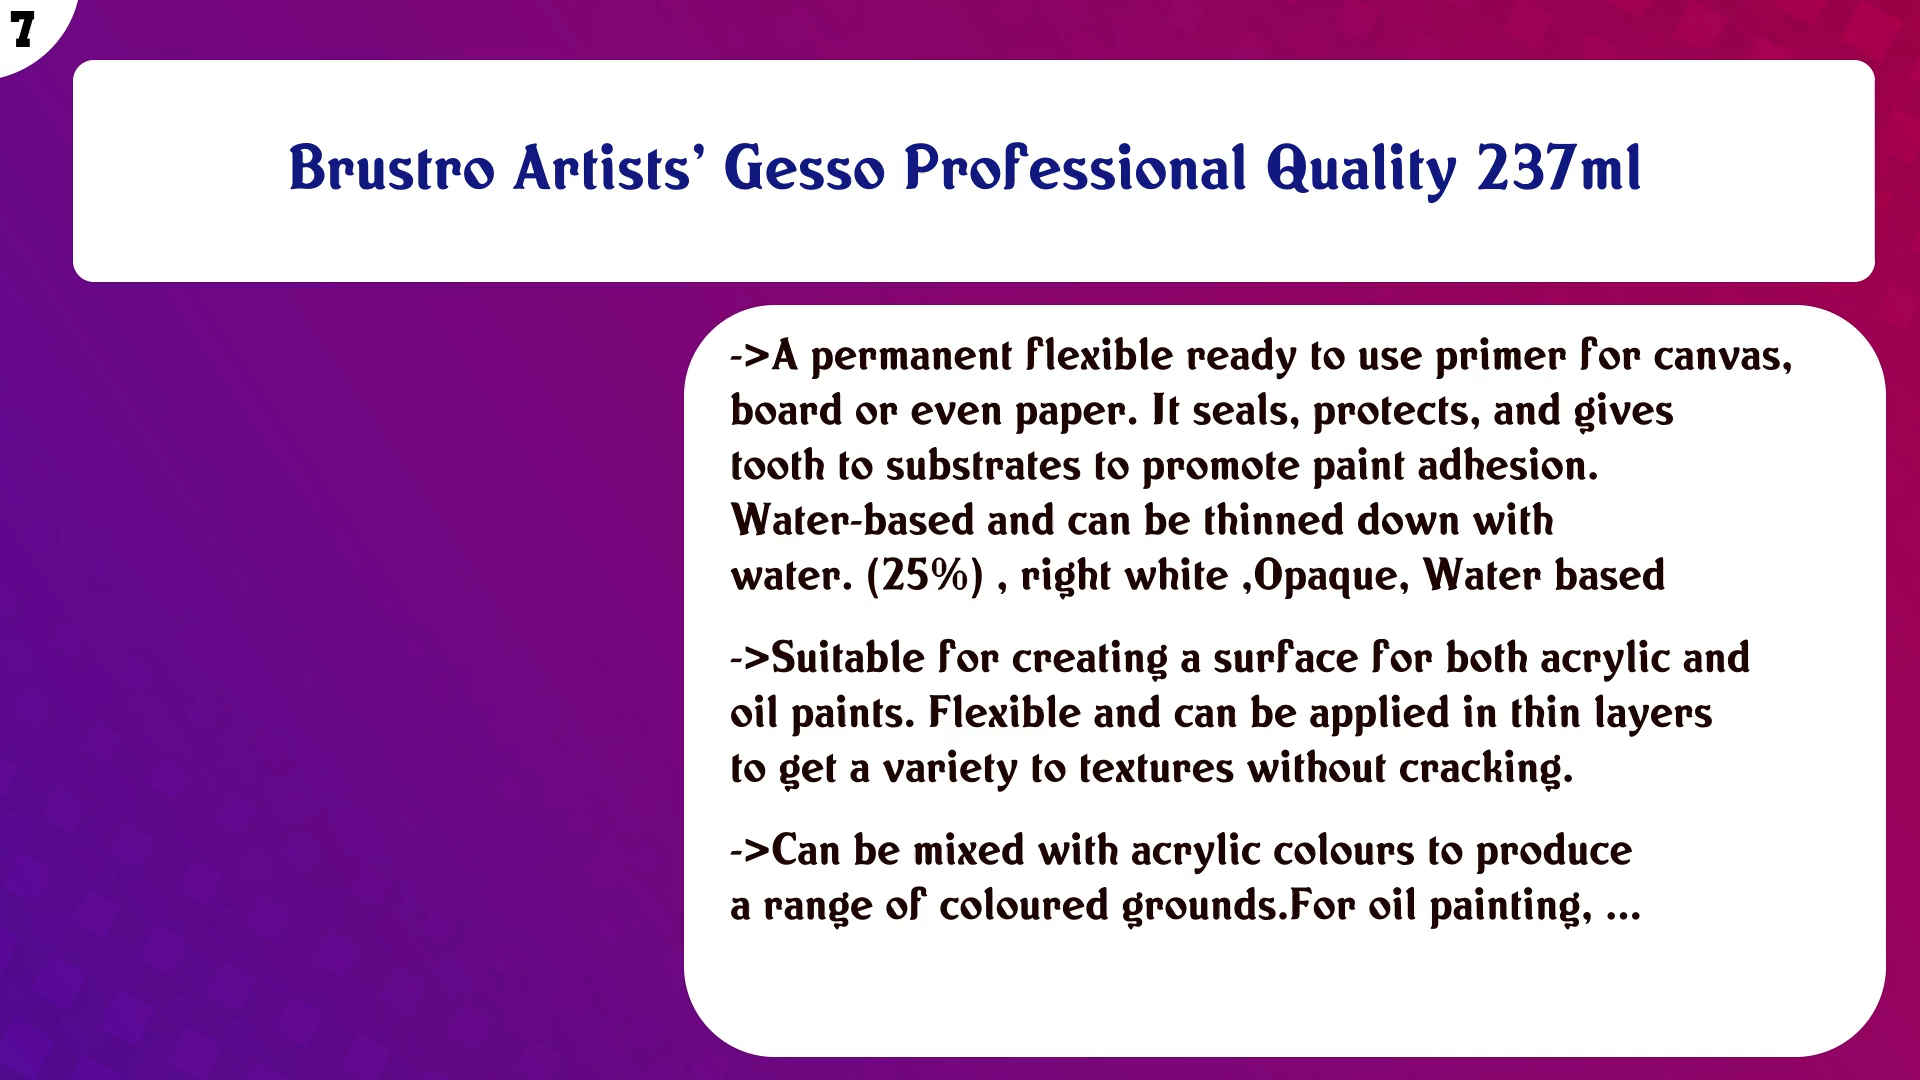 7
Brustro Artists’ Gesso Professional Quality 237ml
->A permanent flexible ready to use primer for canvas,
board or even paper. It seals, protects, and gives
tooth to substrates to promote paint adhesion.
Water-based and can be thinned down with
water. (25%) , right white ,Opaque, Water based
->Suitable for creating a surface for both acrylic and
oil paints. Flexible and can be applied in thin layers
to get a variety to textures without cracking.
->Can be mixed with acrylic colours to produce
a range of coloured grounds.For oil painting, ...